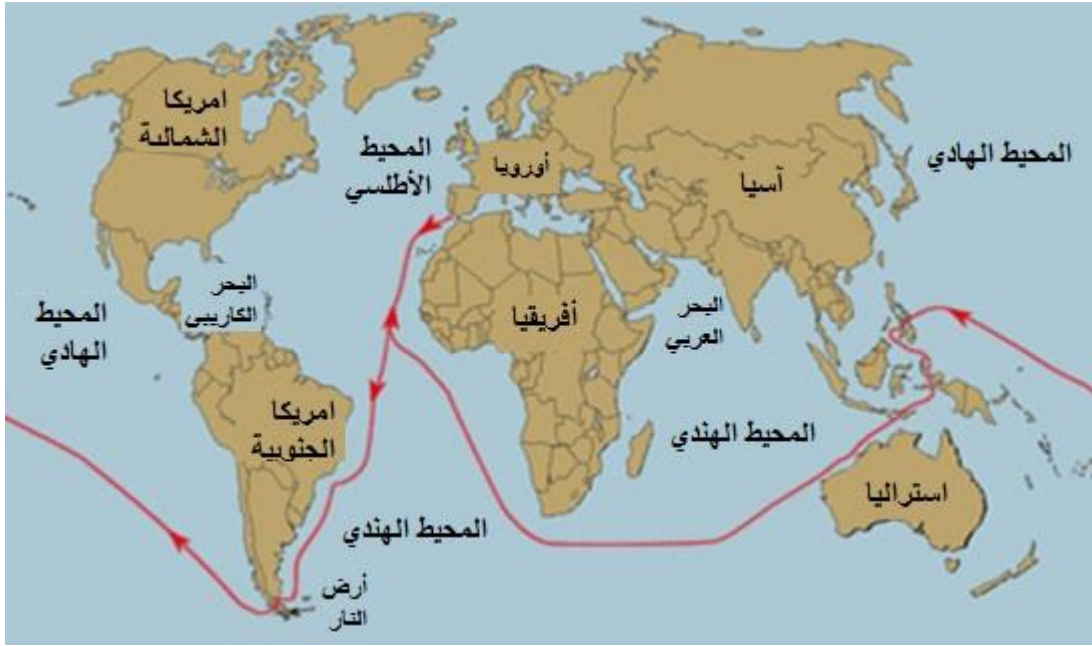 امريكا
الشمالية
المحيط
الأطلسي
أوروبا
آسيا
المحيط الهادي
البحر
الكاريبي
المحيط
الهادي
أفريقيا
البحر
العربي
امريكا
الجنوبية
المحيط الهندي
استراليا
المحيط الهندي
أرض
النار